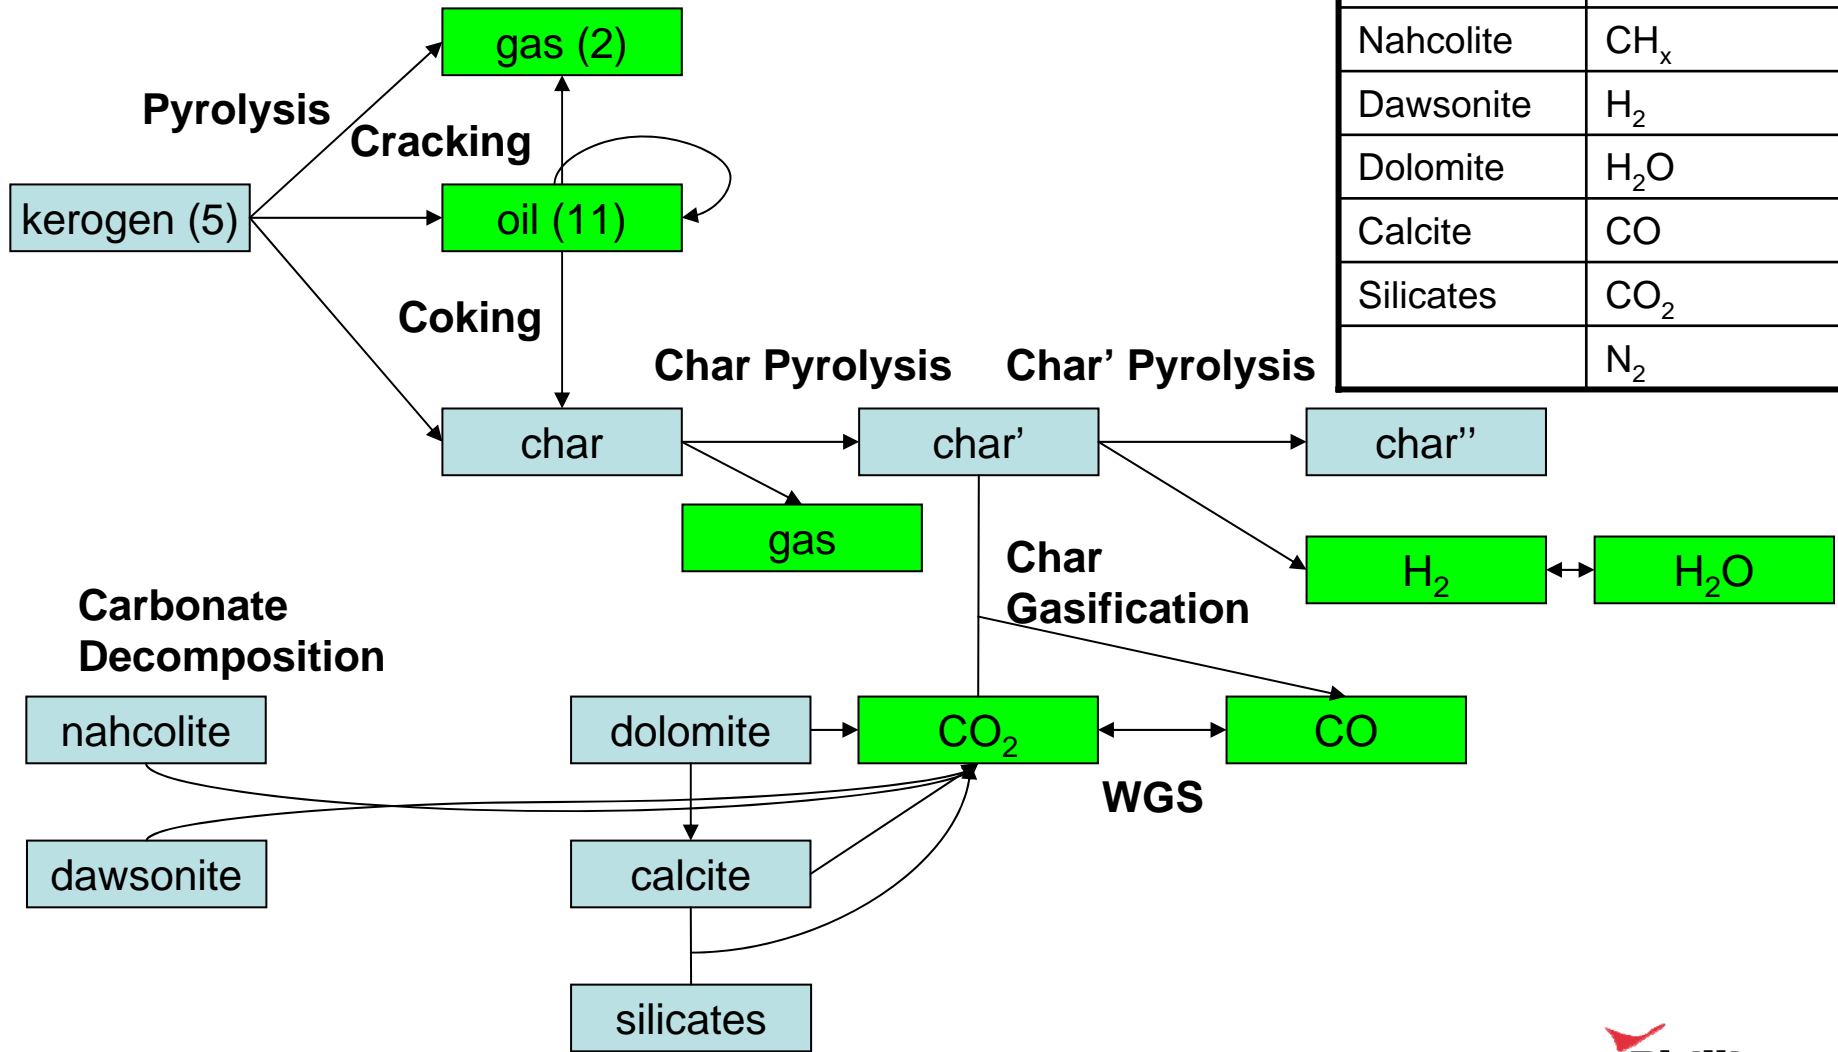 gas (2)
Pyrolysis
Cracking
kerogen (5)
oil (11)
Coking
Nahcolite CHₓ
Dawsonite H₂
Dolomite H₂O
Calcite CO
Silicates CO₂
N₂
Char Pyrolysis
Char’ Pyrolysis
char
char’
char’’
gas
Char
Gasification
H₂
H₂O
Carbonate
Decomposition
nahcolite
dolomite
CO₂
CO
WGS
dawsonite
calcite
silicates